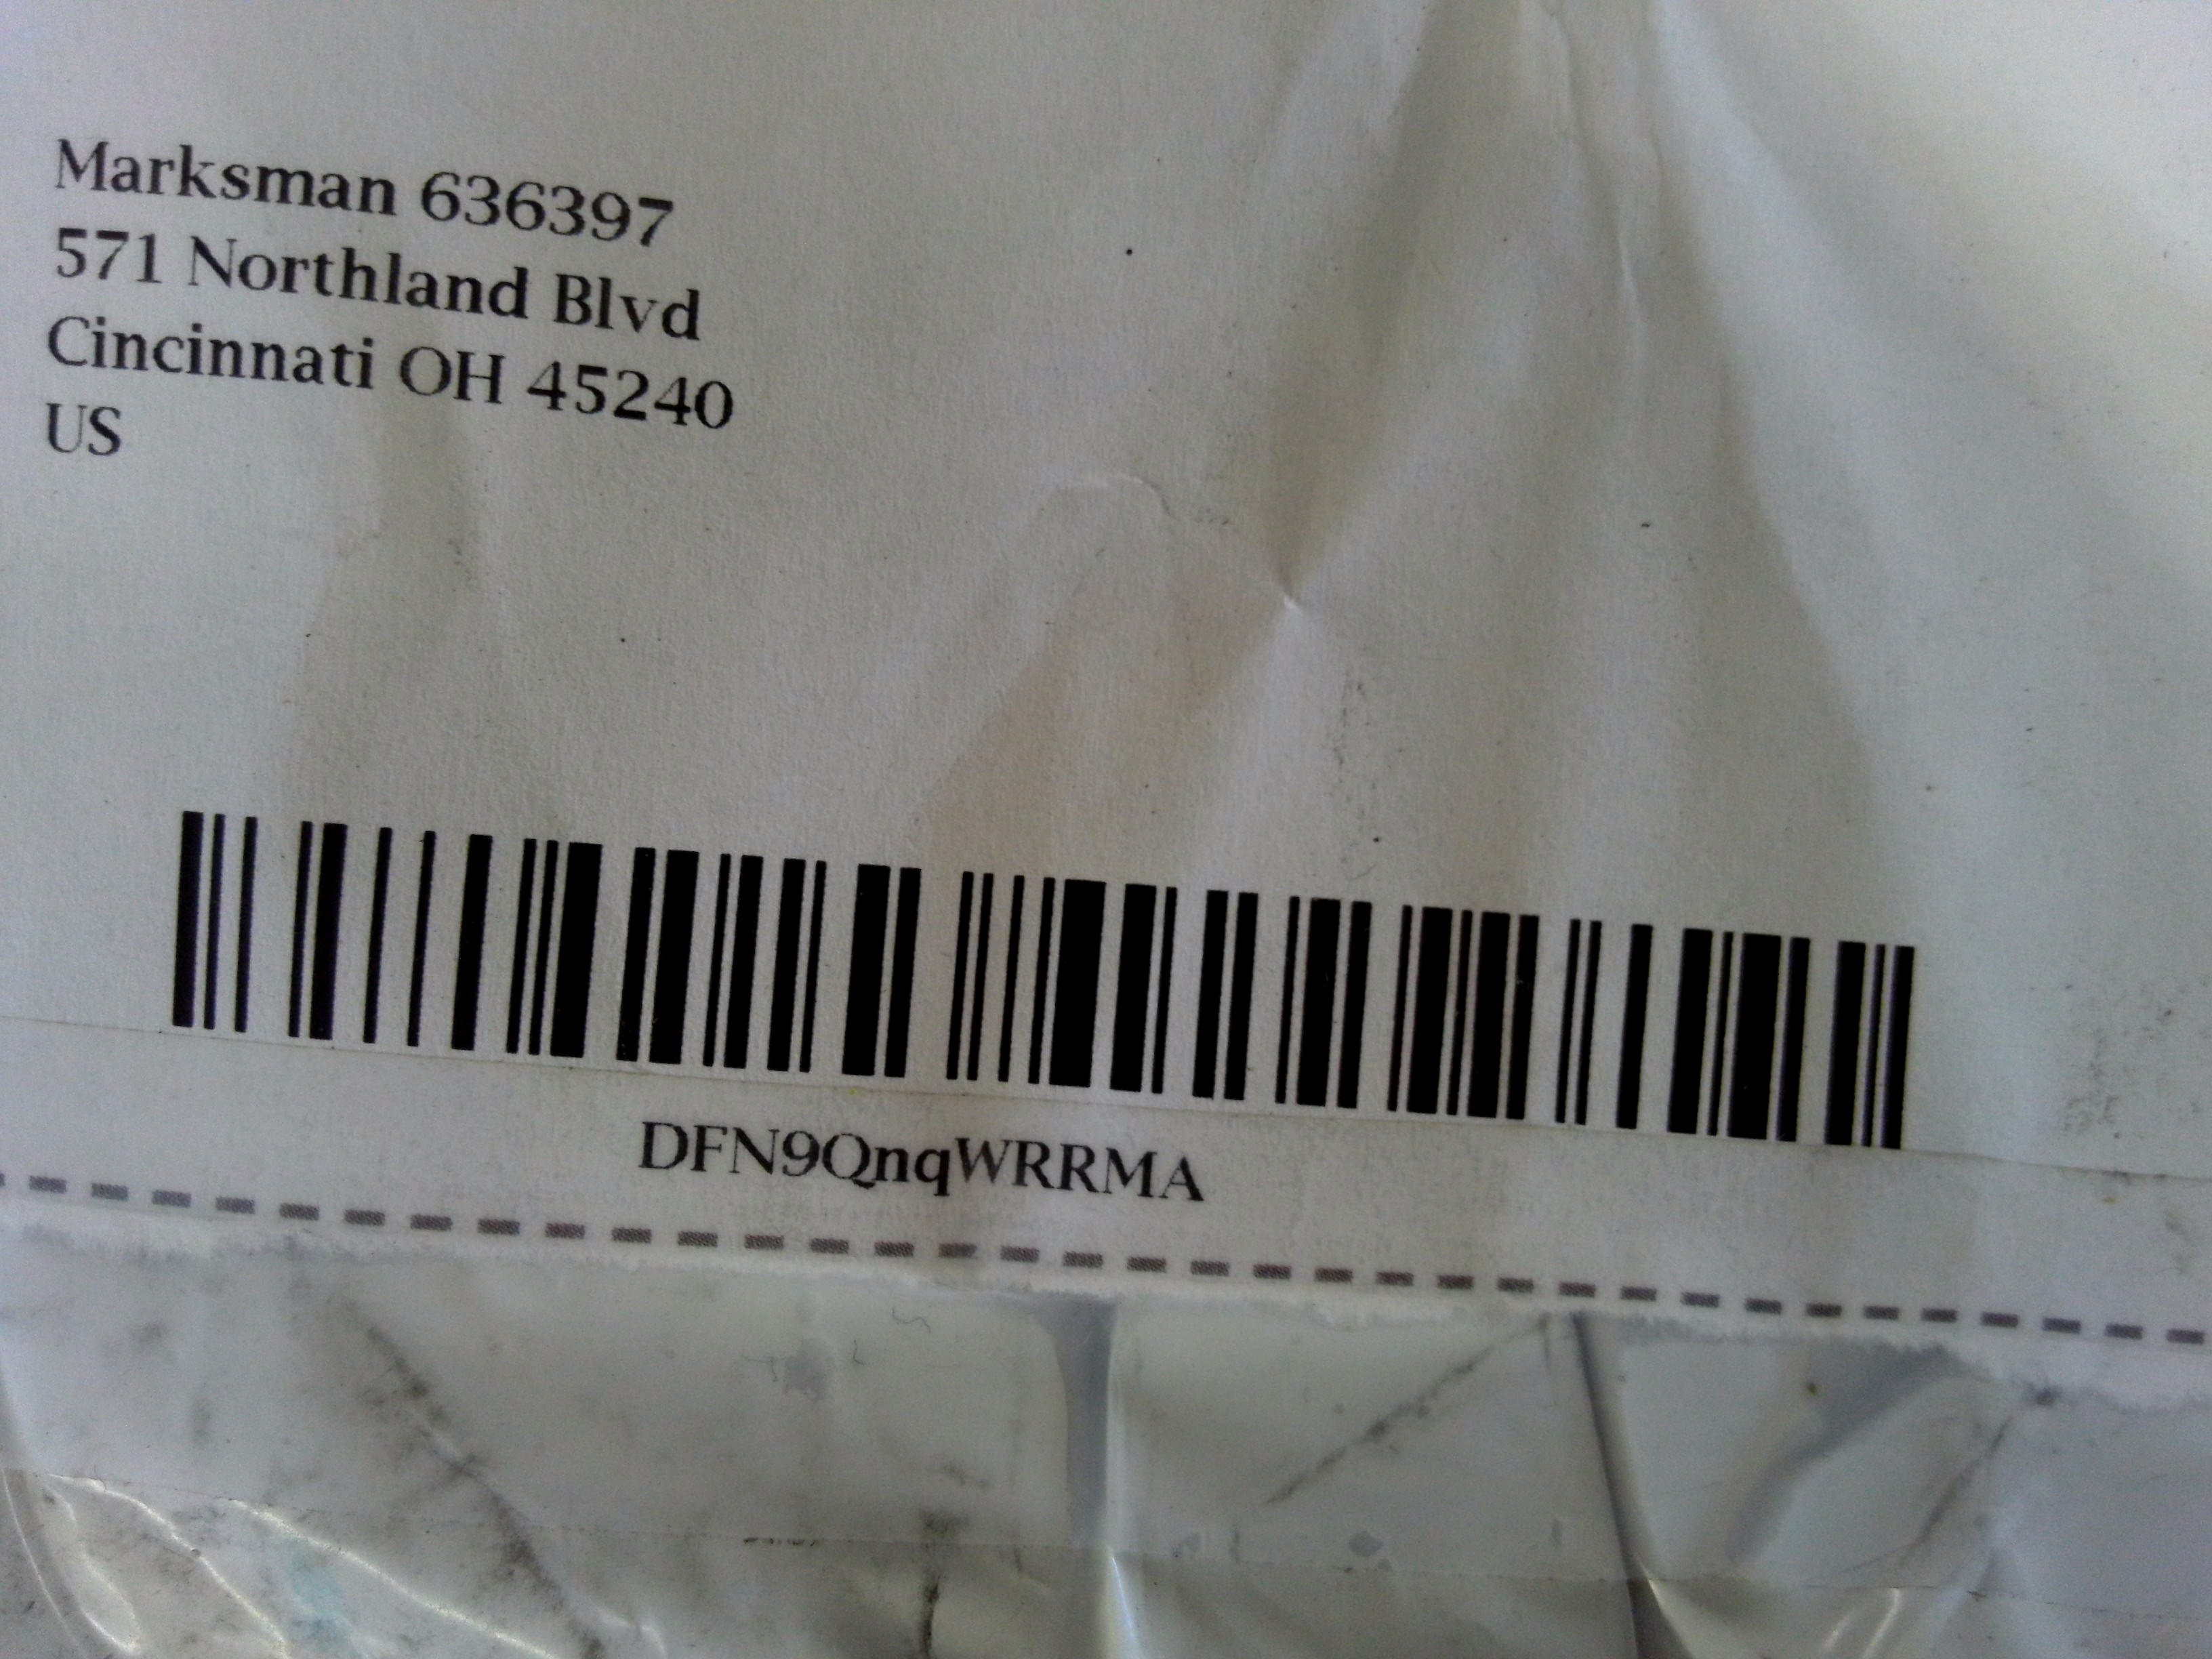 Marksman 636397
571 Northland Blvd
Cincinnati OH 45240
US
DFN9QnqWRRMA